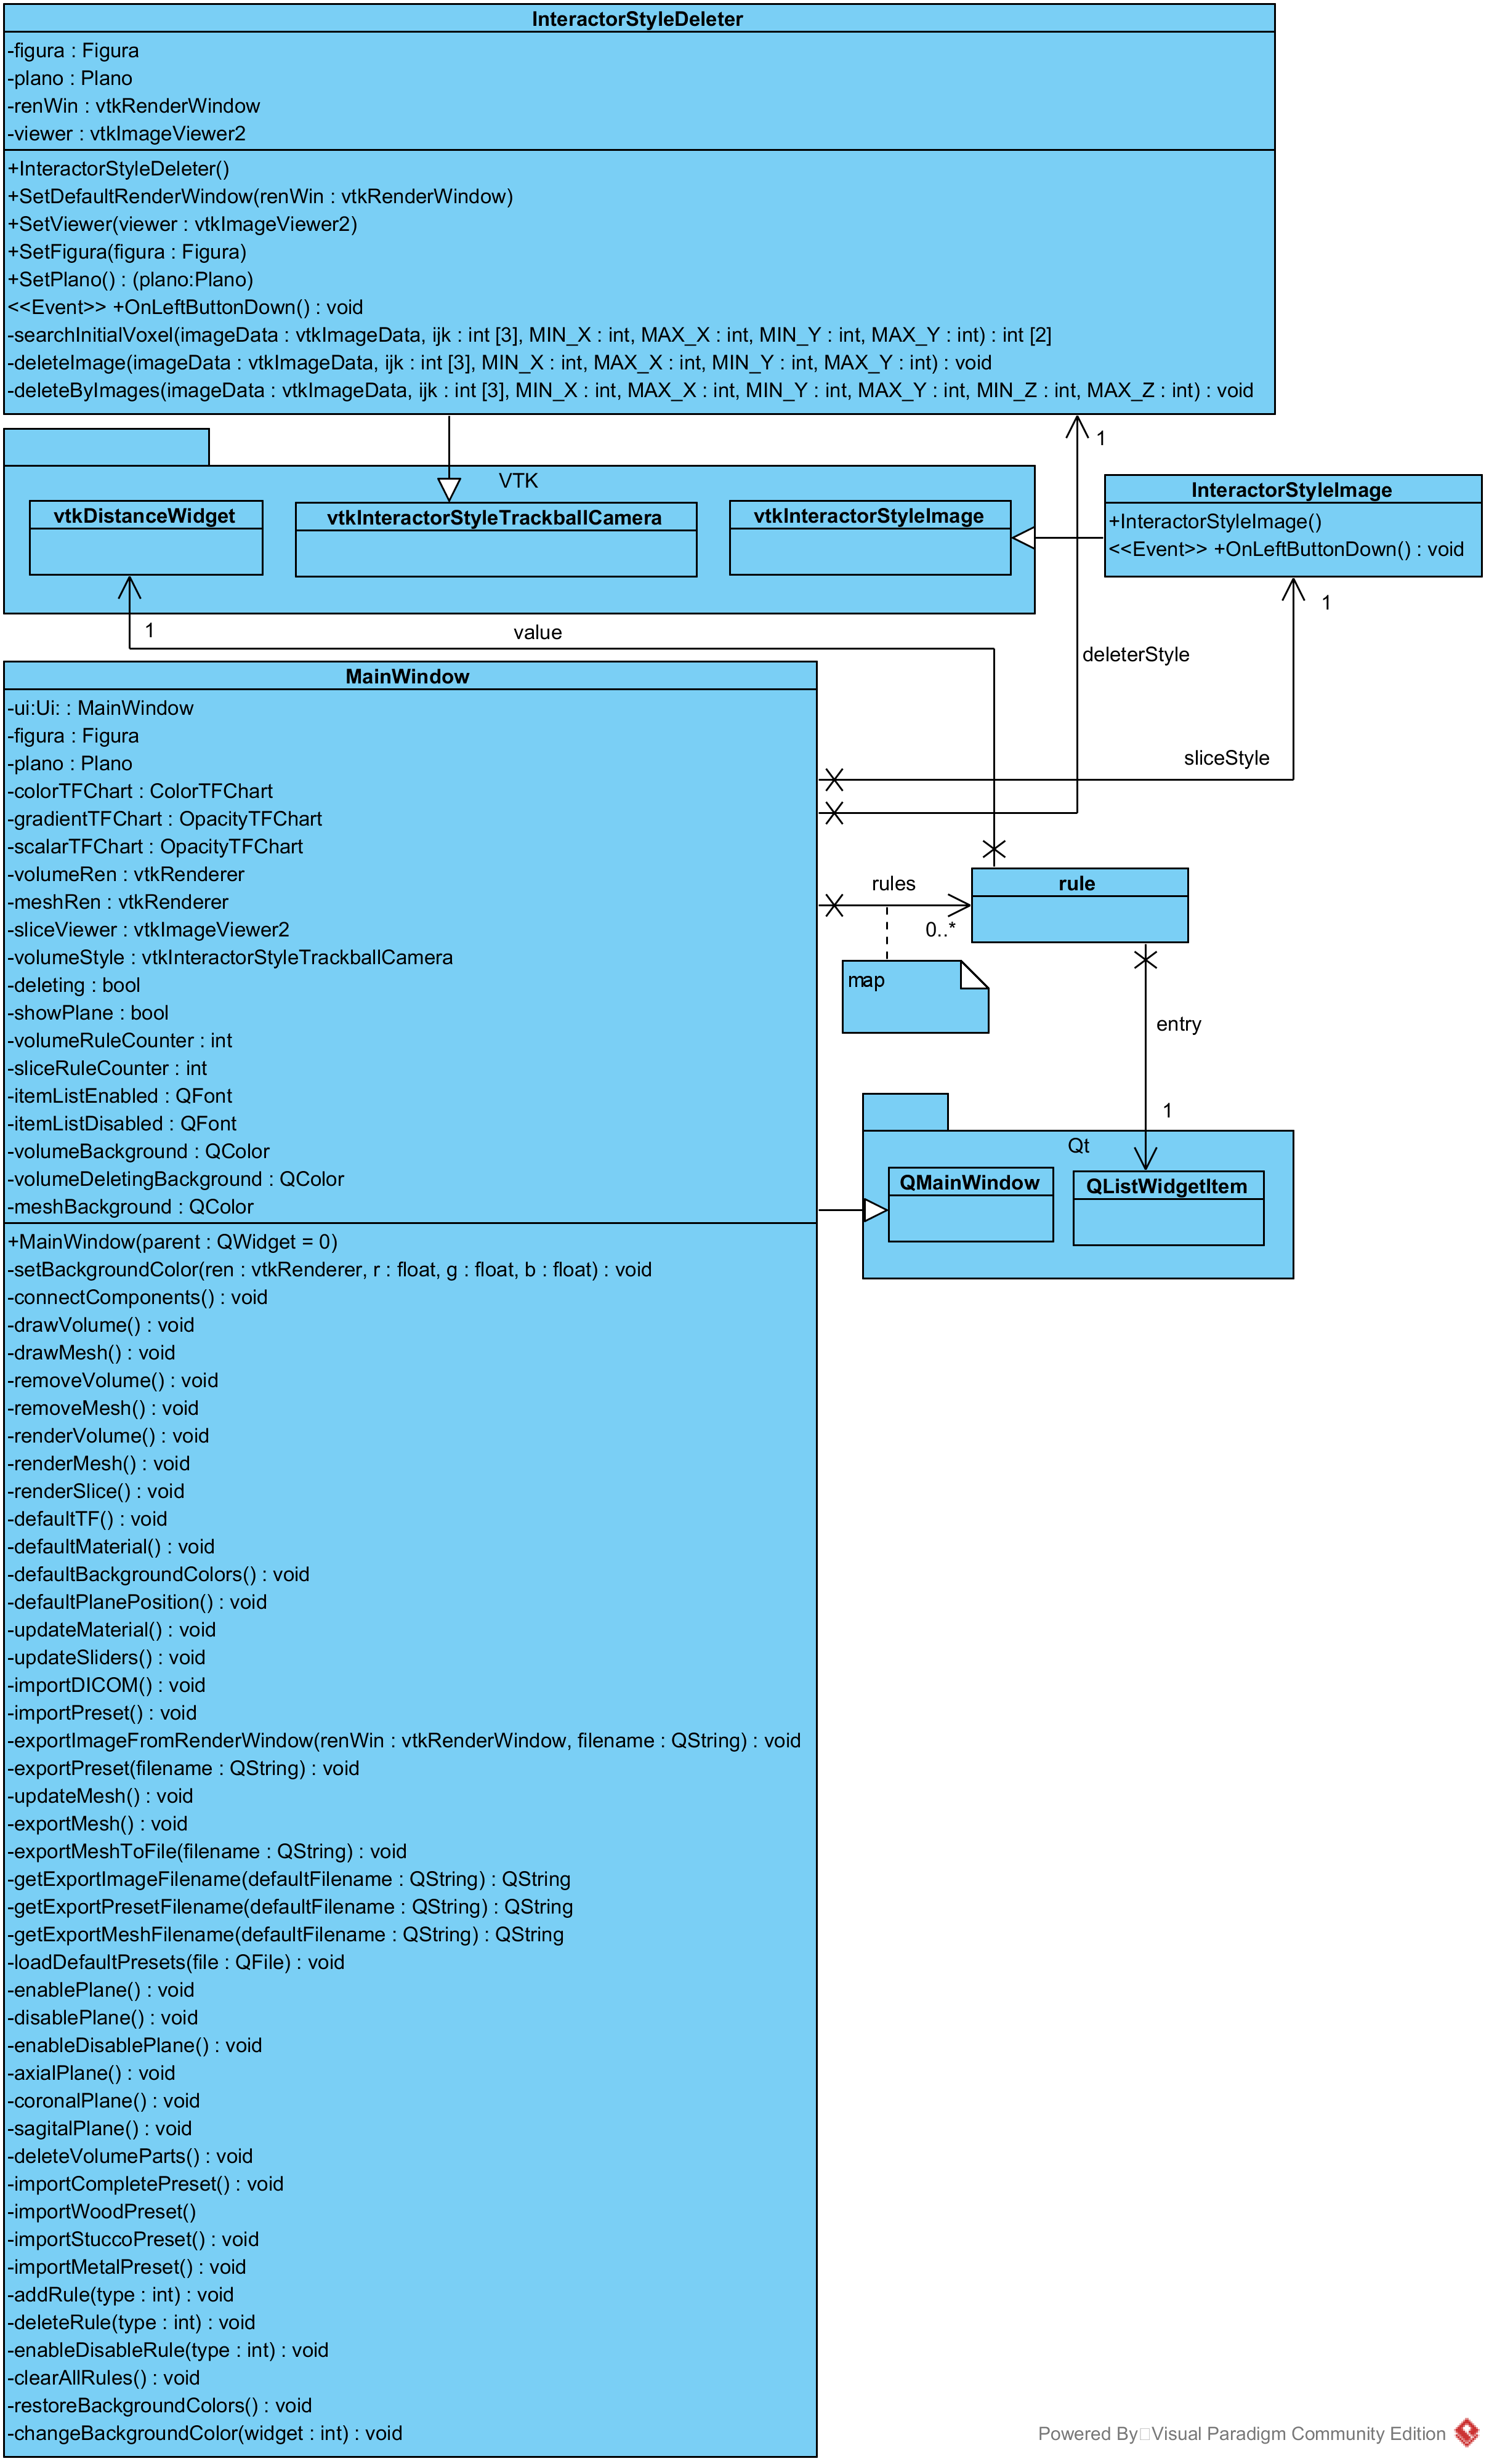 InteractorStyleDeleter
-figura : Figura
-plano : Plano
-renWin : vtkRenderWindow
-viewer : vtkImageViewer2
+InteractorStyleDeleter()
+SetDefaultRenderWindow(renWin : vtkRenderWindow)
+SetViewer(viewer : vtkImageViewer2)
+SetFigura(figura : Figura)
+SetPlano() : (plano:Plano)
<<Event>> +OnLeftButtonDown() : void
-searchInitialVoxel(imageData : vtkImageData, ijk : int [3], MIN_X : int, MAX_X : int, MIN_Y : int, MAX_Y : int) : int [2]
-deleteImage(imageData : vtkImageData, ijk : int [3], MIN_X : int, MAX_X : int, MIN_Y : int, MAX_Y : int) : void
-deleteByImages(imageData : vtkImageData, ijk : int [3], MIN_X : int, MAX_X : int, MIN_Y : int, MAX_Y : int, MIN_Z : int, MAX_Z : int) : void
1
VTK
vtkDistanceWidget
vtkInteractorStyleTrackballCamera
vtkInteractorStyleImage
InteractorStyleImage
+InteractorStyleImage()
<<Event>> +OnLeftButtonDown() : void
1
value
1
deleterStyle
sliceStyle
MainWindow
-ui:Ui: : MainWindow
-figura : Figura
-plano : Plano
-colorTFChart : ColorTFChart
-gradientTFChart : OpacityTFChart
-scalarTFChart : OpacityTFChart
-volumeRen : vtkRenderer
-meshRen : vtkRenderer
-sliceViewer : vtkImageViewer2
-volumeStyle : vtkInteractorStyleTrackballCamera
-deleting : bool
-showPlane : bool
-volumeRuleCounter : int
-sliceRuleCounter : int
-itemListEnabled : QFont
-itemListDisabled : QFont
-volumeBackground : QColor
-volumeDeletingBackground : QColor
-meshBackground : QColor
+MainWindow(parent : QWidget = 0)
-setBackgroundColor(ren : vtkRenderer, r : float, g : float, b : float) : void
-connectComponents() : void
-drawVolume() : void
-drawMesh() : void
-removeVolume() : void
-removeMesh() : void
-renderVolume() : void
-renderMesh() : void
-renderSlice() : void
-defaultTF() : void
-defaultMaterial() : void
-defaultBackgroundColors() : void
-defaultPlanePosition() : void
-updateMaterial() : void
-updateSliders() : void
-importDICOM() : void
-importPreset() : void
-exportImageFromRenderWindow(renWin : vtkRenderWindow, filename : QString) : void
-exportPreset(filename : QString) : void
-updateMesh() : void
-exportMesh() : void
-exportMeshToFile(filename : QString) : void
-getExportImageFilename(defaultFilename : QString) : QString
-getExportPresetFilename(defaultFilename : QString) : QString
-getExportMeshFilename(defaultFilename : QString) : QString
-loadDefaultPresets(file : QFile) : void
-enablePlane() : void
-disablePlane() : void
-enableDisablePlane() : void
-axialPlane() : void
-coronalPlane() : void
-sagitalPlane() : void
-deleteVolumeParts() : void
-importCompletePreset() : void
-importWoodPreset()
-importStuccoPreset() : void
-importMetalPreset() : void
-addRule(type : int) : void
-deleteRule(type : int) : void
-enableDisableRule(type : int) : void
-clearAllRules() : void
-restoreBackgroundColors() : void
-changeBackgroundColor(widget : int) : void
rules
0..*
rule
map
entry
1
Qt
QMainWindow
QListWidgetItem
Powered By Visual Paradigm Community Edition